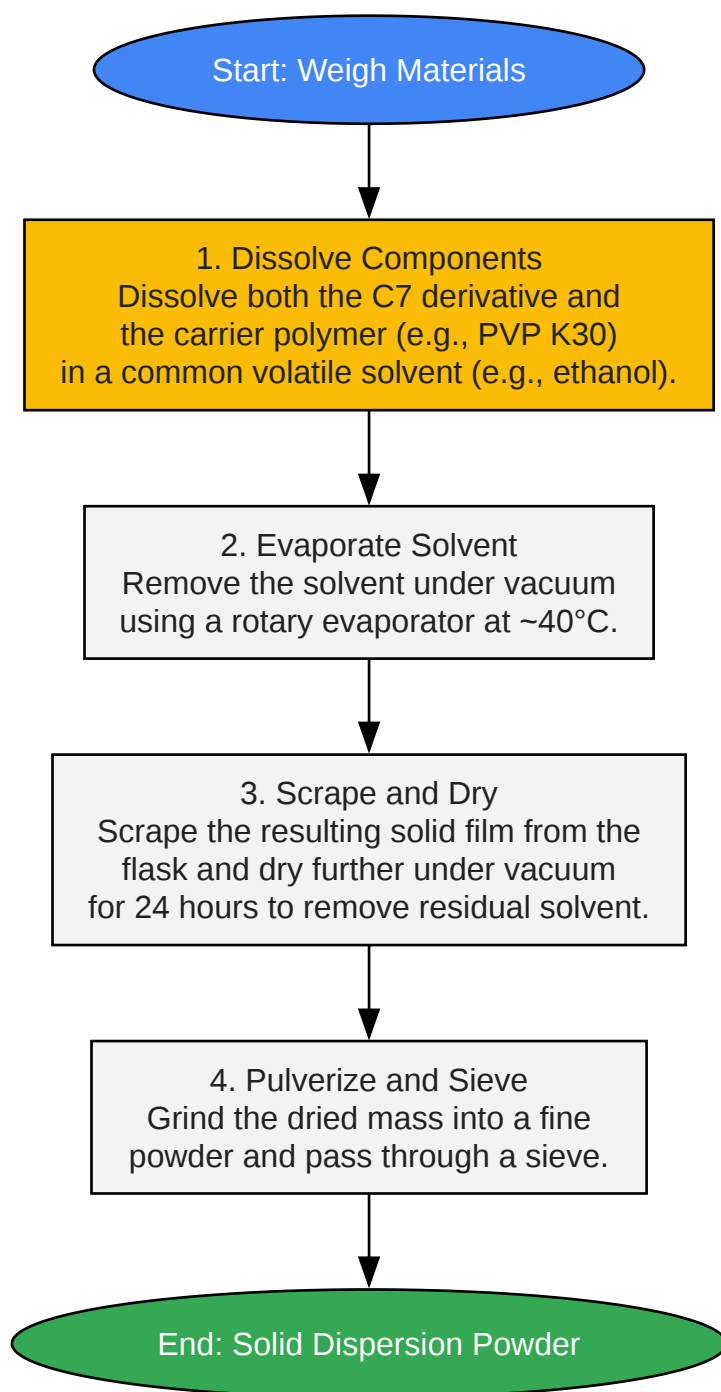 Start: Weigh Materials
1. Dissolve Components
Dissolve both the C7 derivative and
the carrier polymer (e.g., PVP K30)
in a common volatile solvent (e.g., ethanol).
2. Evaporate Solvent
Remove the solvent under vacuum
using a rotary evaporator at ~40°C.
3. Scrape and Dry
Scrape the resulting solid film from the
flask and dry further under vacuum
for 24 hours to remove residual solvent.
4. Pulverize and Sieve
Grind the dried mass into a fine
powder and pass through a sieve.
End: Solid Dispersion Powder